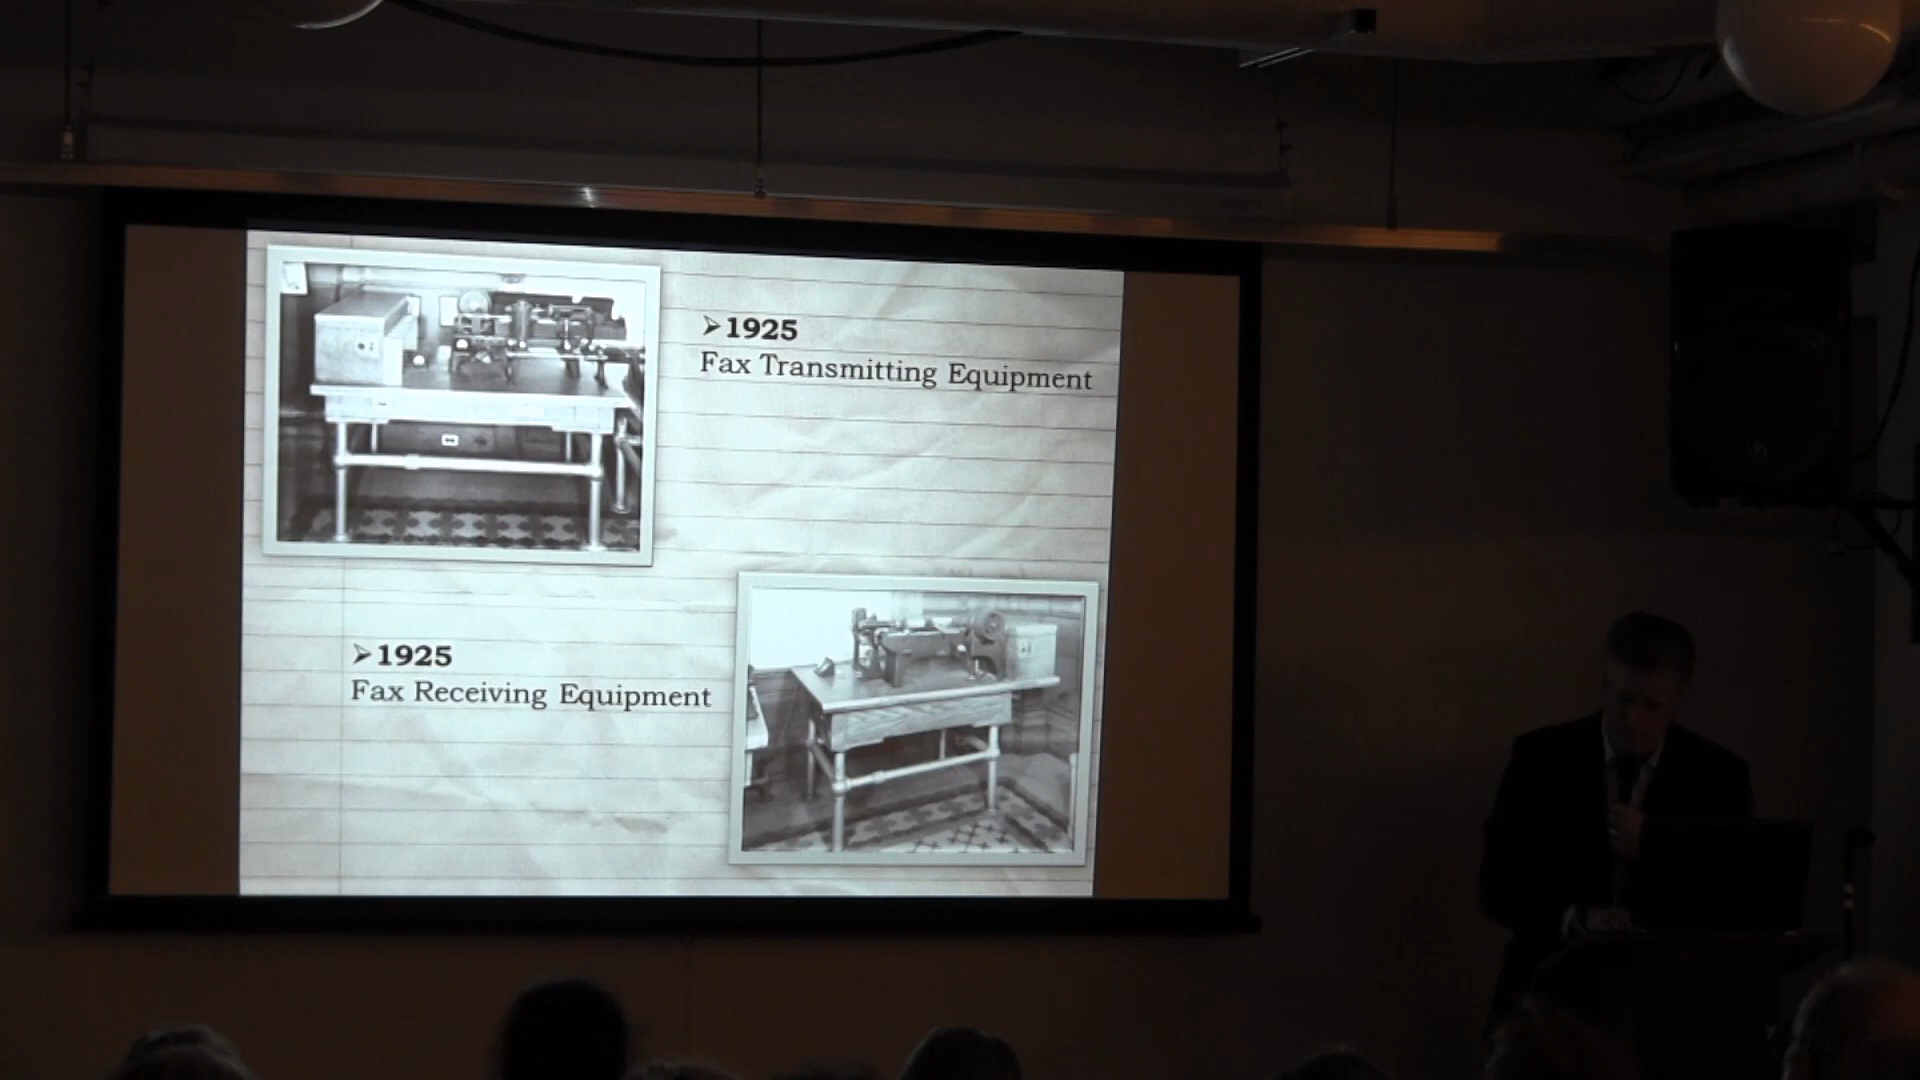 ➢1925
Fax Transmitting Equipment
➢1925
Fax Receiving Equipment